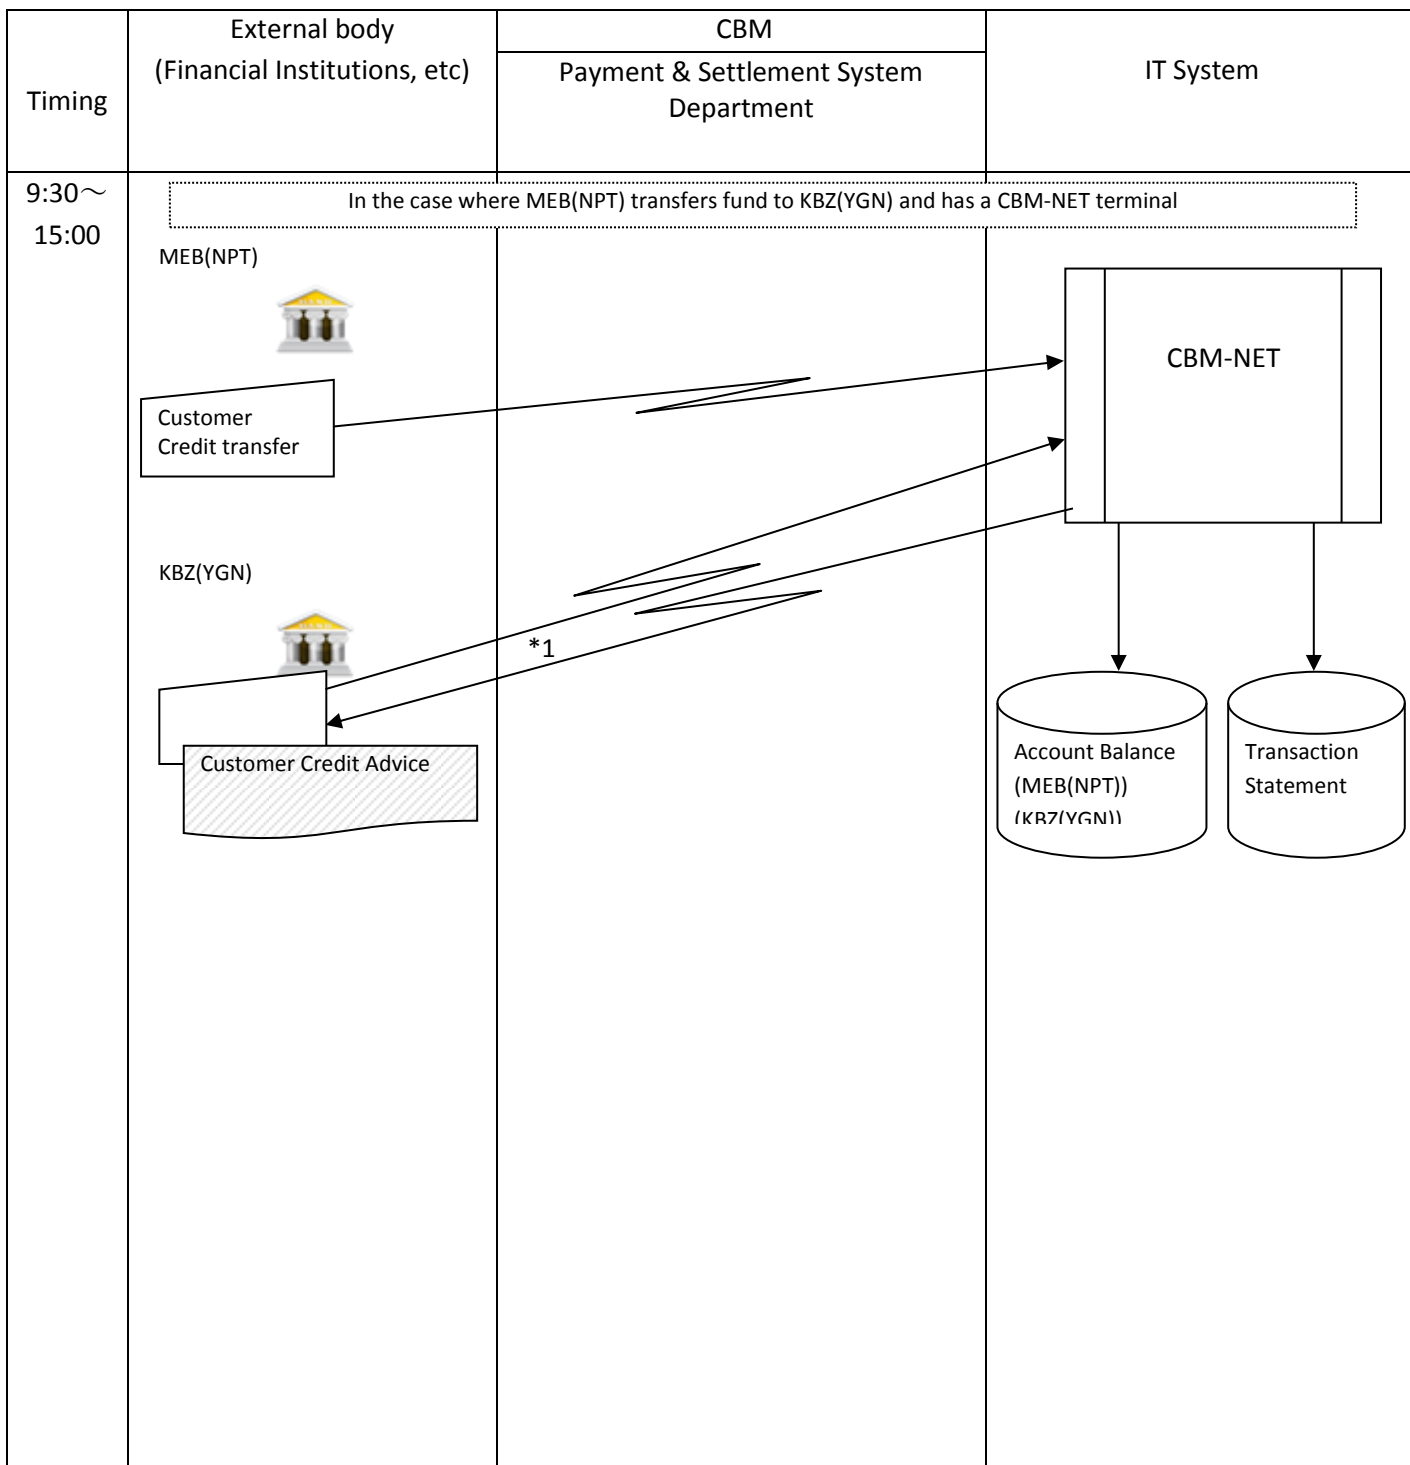 Timing
External body
(Financial Institutions, etc)
CBM
Payment & Settlement System
Department
IT System
9:30～
15:00
In the case where MEB(NPT) transfers fund to KBZ(YGN) and has a CBM-NET terminal
MEB(NPT)
CBM-NET
Customer
Credit transfer
KBZ(YGN)
*1
Customer Credit Advice
Account Balance
(MEB(NPT))
(KBZ(YGN))
Transaction
Statement